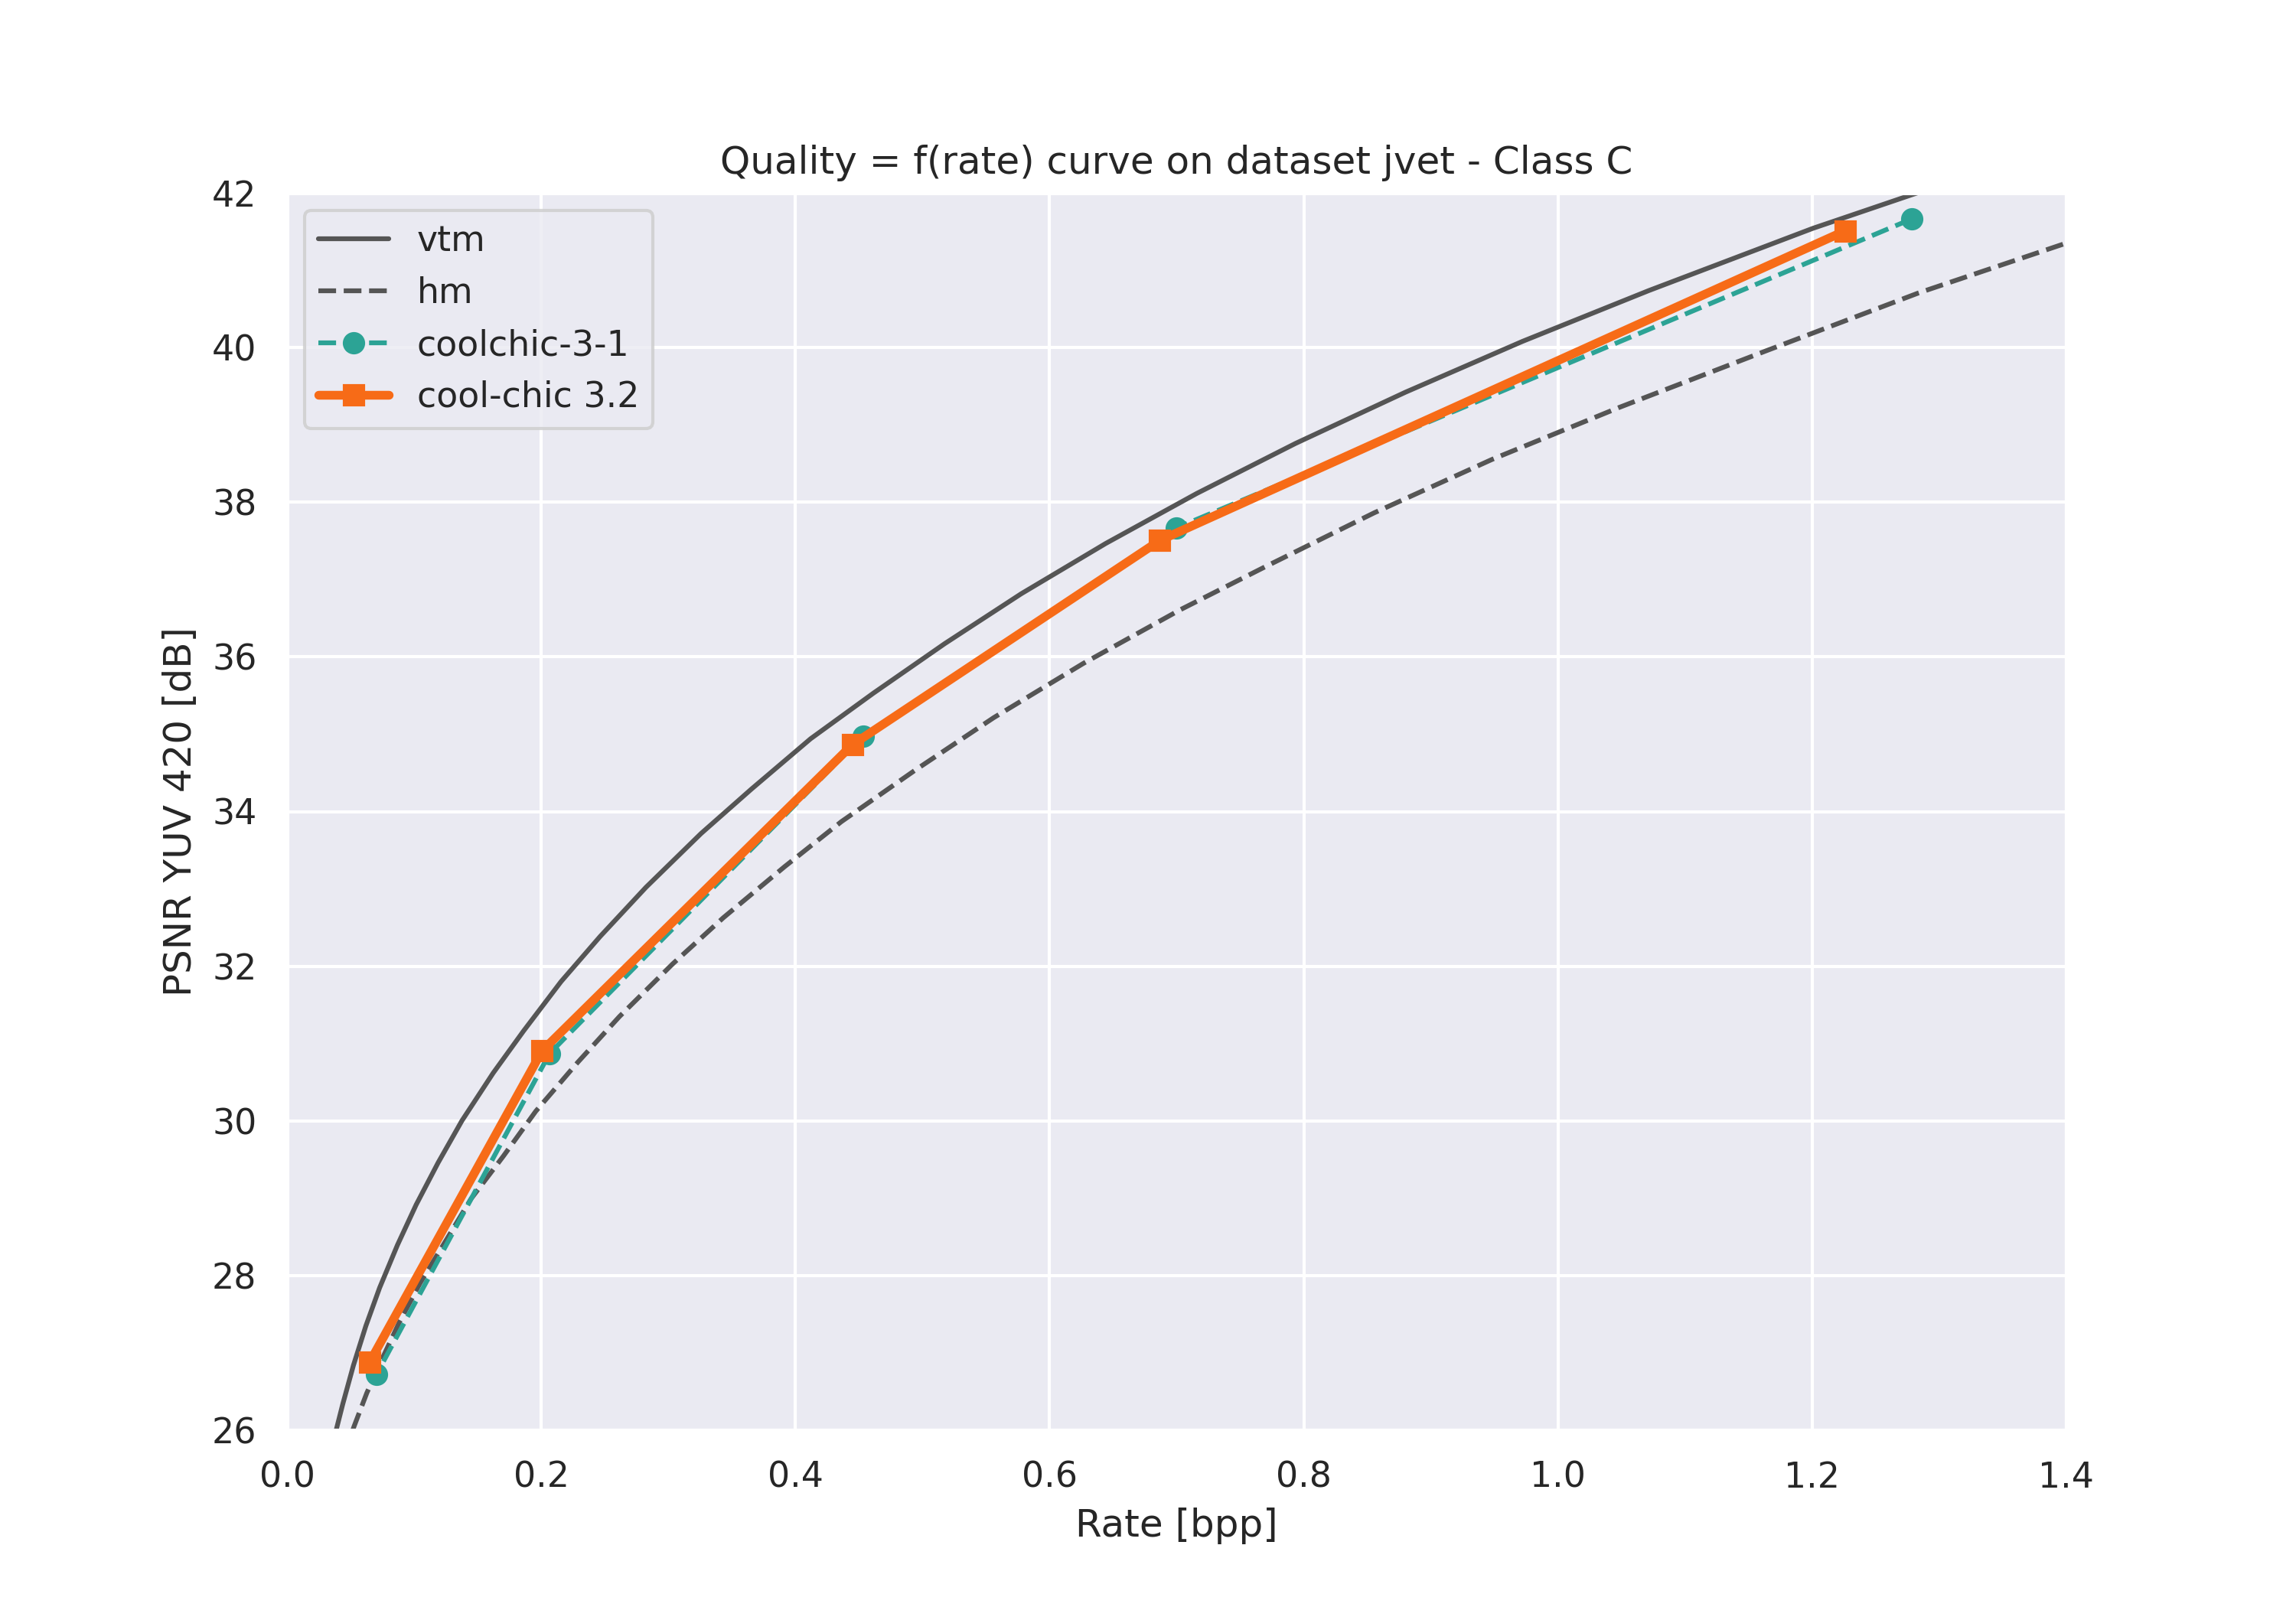 Quality = f(rate) curve on dataset jvet - Class C
42
40
38
36
34
32
30
28
26
PSNR YUV 420 [dB]
vtm
hm
coolchic-3-1
cool-chic 3.2
0.0 0.2 0.4 0.6 0.8 1.0 1.2 1.4
Rate [bpp]